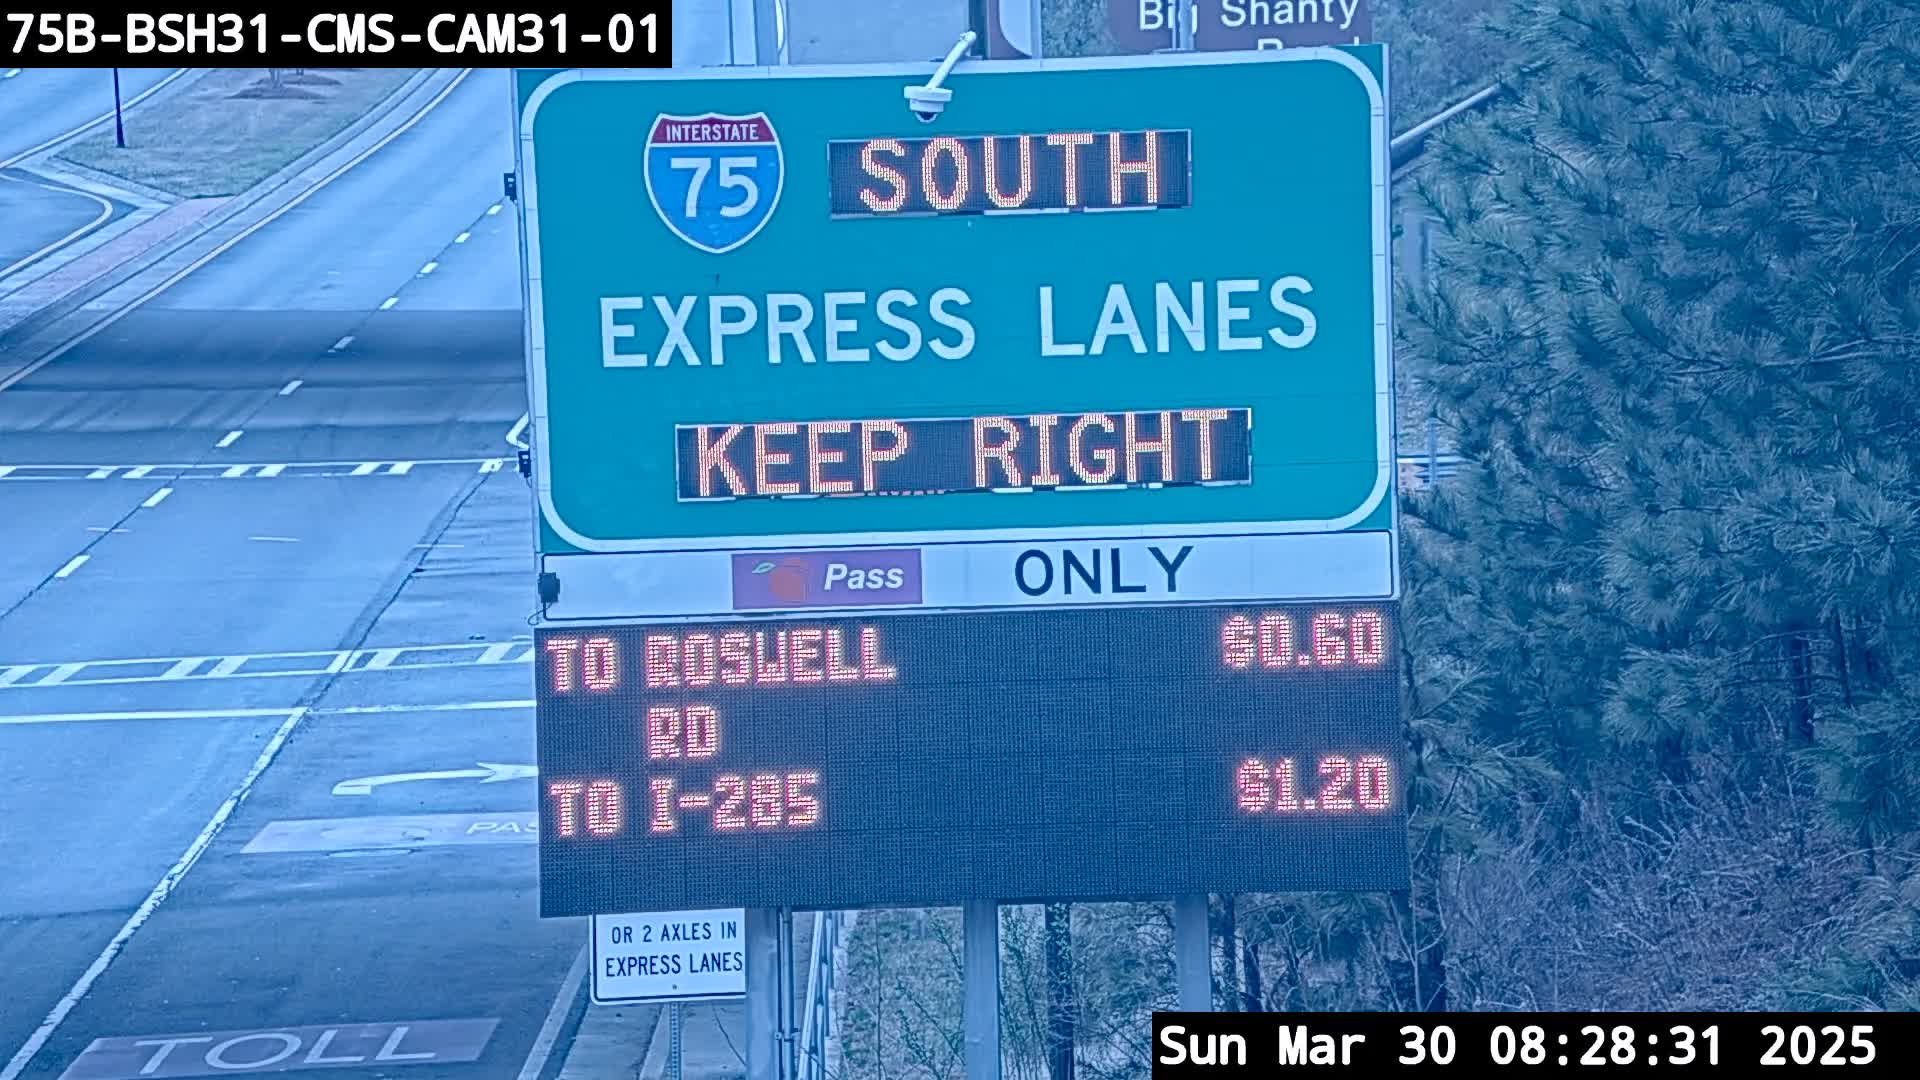 75B-BSH31-CMS-CAM31-01
Big Shanty
INTERSTATE
75
SOUTH
EXPRESS LANES
KEEP RIGHT
Pass ONLY
TO ROSWELL $0.60
RD
TO I-285 $1.20
OR 2 AXLES IN
EXPRESS LANES
TOLL
Sun Mar 30 08:28:31 2025